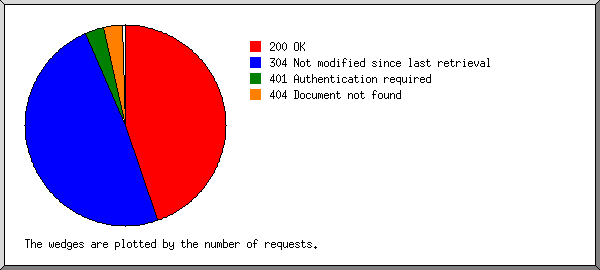 200 OK
304 Not modified since last retrieval
401 Authentication required
404 Document not found
The wedges are plotted by the number of requests.